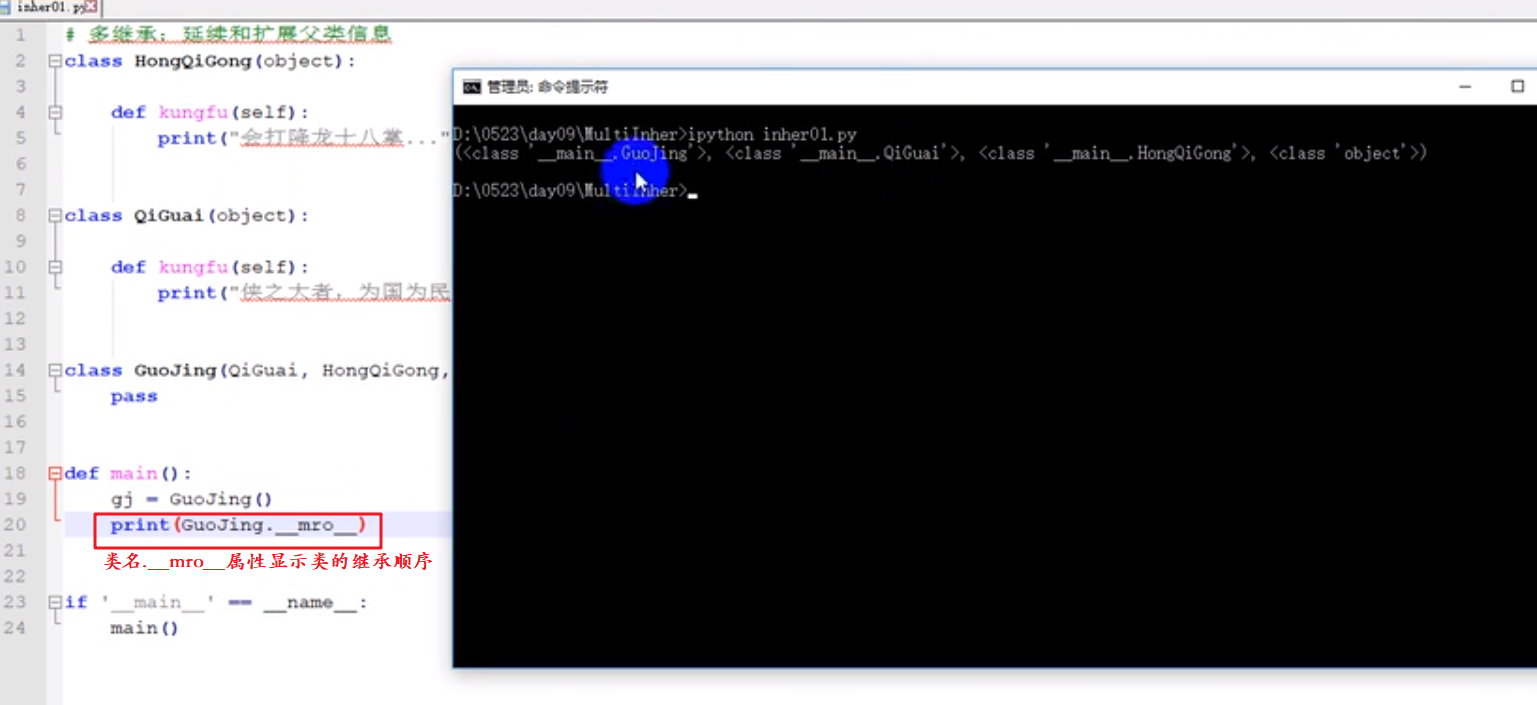 inher01.py
1 # 多继承：延续和扩展父类信息
2 class HongQiGong(object):
3
4 def kungfu(self):
5 print("会打降龙十八掌..."
6
7
8 class QiGuai(object):
9
10 def kungfu(self):
11 print("侠之大者，为国为民
12
13
14 class GuoJing(QiGuai, HongQiGong,
15 pass
16
17
18 def main():
19 gj = GuoJing()
20 print(GuoJing.__mro__)
21
类名.__mro__属性显示类的继承顺序
22
23 if '__main__' == __name__:
24 main()
管理员: 命令提示符
D:\0523\day09\MultiInher>ipython inher01.py
(<class '__main__.GuoJing'>, <class '__main__.QiGuai'>, <class '__main__.HongQiGong'>, <class 'object'>)
D:\0523\day09\MultiInher>